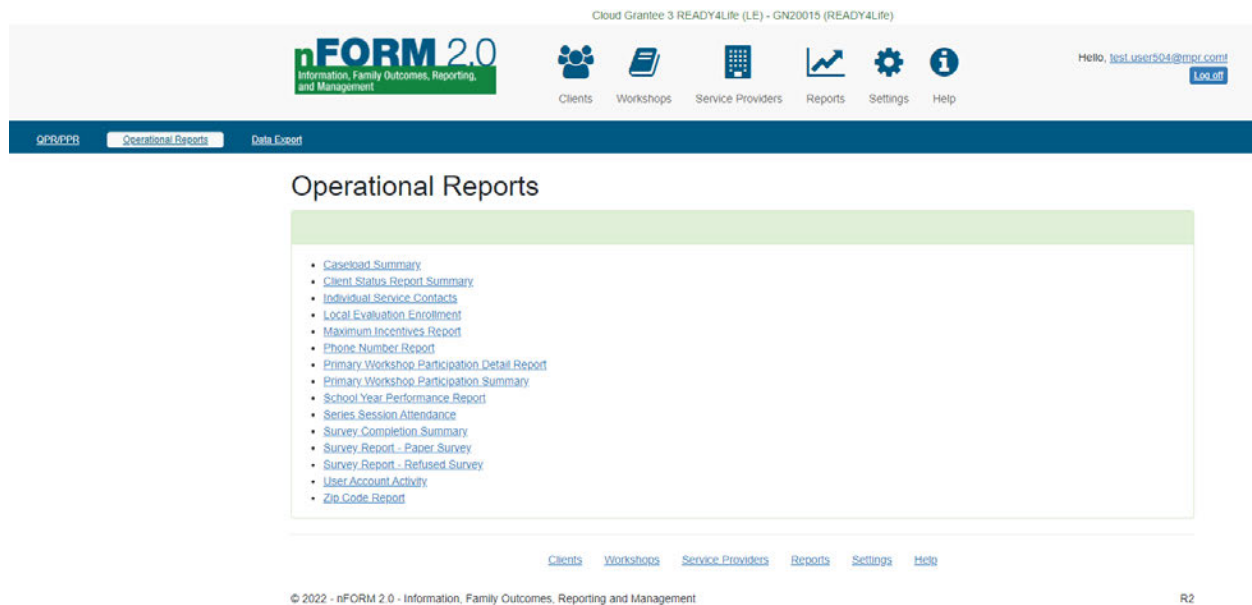 Cloud Grantee 3 READY4Life (LE) - GN20015 (READY4Life)
nFORM 2.0
Information, Family Outcomes, Reporting,
and Management
Clients Workshops Service Providers Reports Settings Help
Hello, test.user504@mpr.com!
Log off
QPR/PPR Operational Reports Data Export
Operational Reports
Caseload Summary
Client Status Report Summary
Individual Service Contacts
Local Evaluation Enrollment
Maximum Incentives Report
Phone Number Report
Primary Workshop Participation Detail Report
Primary Workshop Participation Summary
School Year Performance Report
Series Session Attendance
Survey Completion Summary
Survey Report - Paper Survey
Survey Report - Refused Survey
User Account Activity
Zip Code Report
Clients Workshops Service Providers Reports Settings Help
© 2022 - nFORM 2.0 - Information, Family Outcomes, Reporting and Management R2